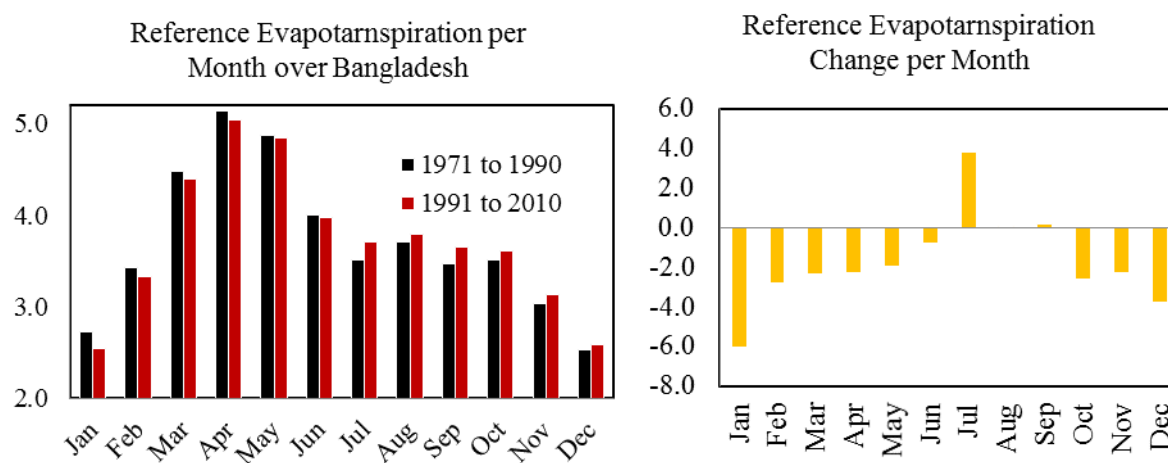 Reference Evapotarnspiration per
Month over Bangladesh
5.0
4.0
3.0
2.0
1971 to 1990
1991 to 2010
Jan
Feb
Mar
Apr
May
Jun
Jul
Aug
Sep
Oct
Nov
Dec
Reference Evapotarnspiration
Change per Month
6.0
4.0
2.0
0.0
-2.0
-4.0
-6.0
-8.0
Jan
Feb
Mar
Apr
May
Jun
Jul
Aug
Sep
Oct
Nov
Dec